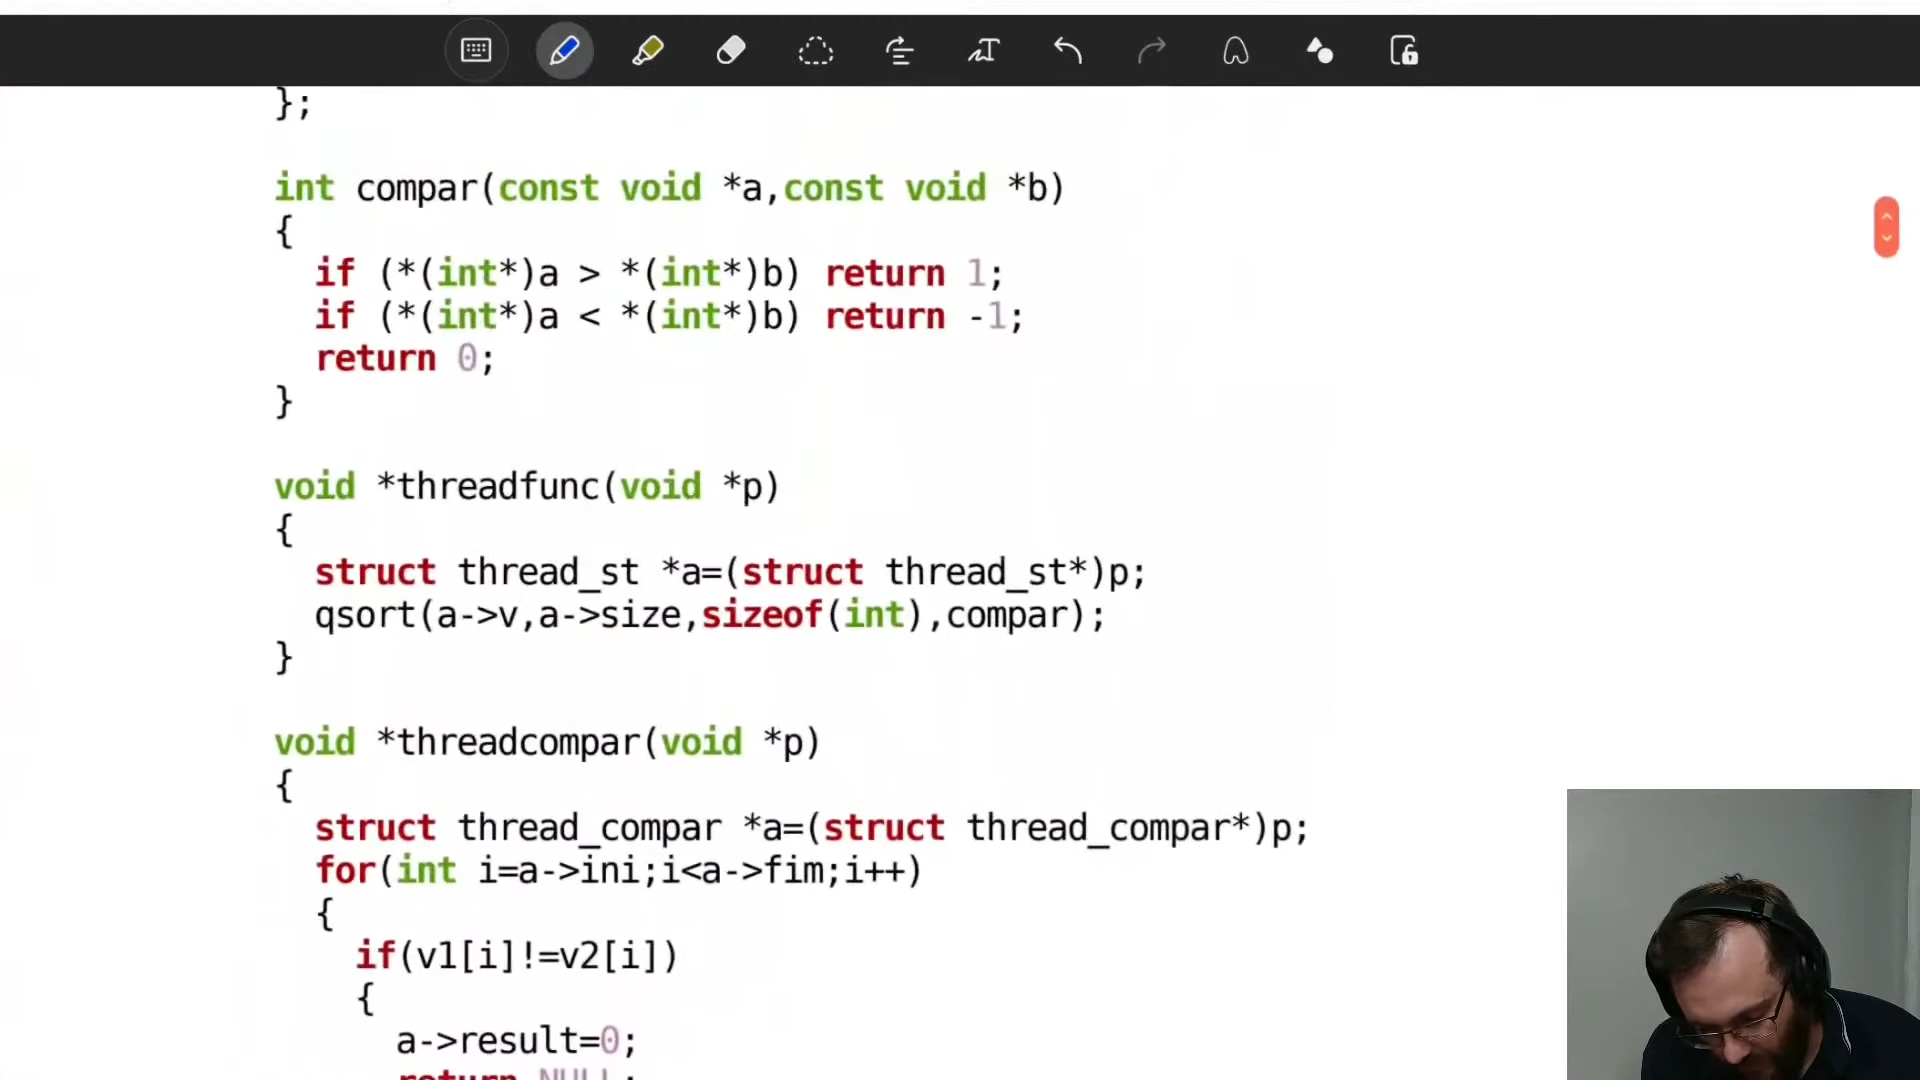 };
int compar(const void *a,const void *b)
{
if (*(int*)a > *(int*)b) return 1;
if (*(int*)a < *(int*)b) return -1;
return 0;
}
void *threadfunc(void *p)
{
struct thread_st *a=(struct thread_st*)p;
qsort(a->v,a->size,sizeof(int),compar);
}
void *threadcompar(void *p)
{
struct thread_compar *a=(struct thread_compar*)p;
for(int i=a->ini;i<a->fim;i++)
{
if(v1[i]!=v2[i])
{
a->result=0;
return NULL;